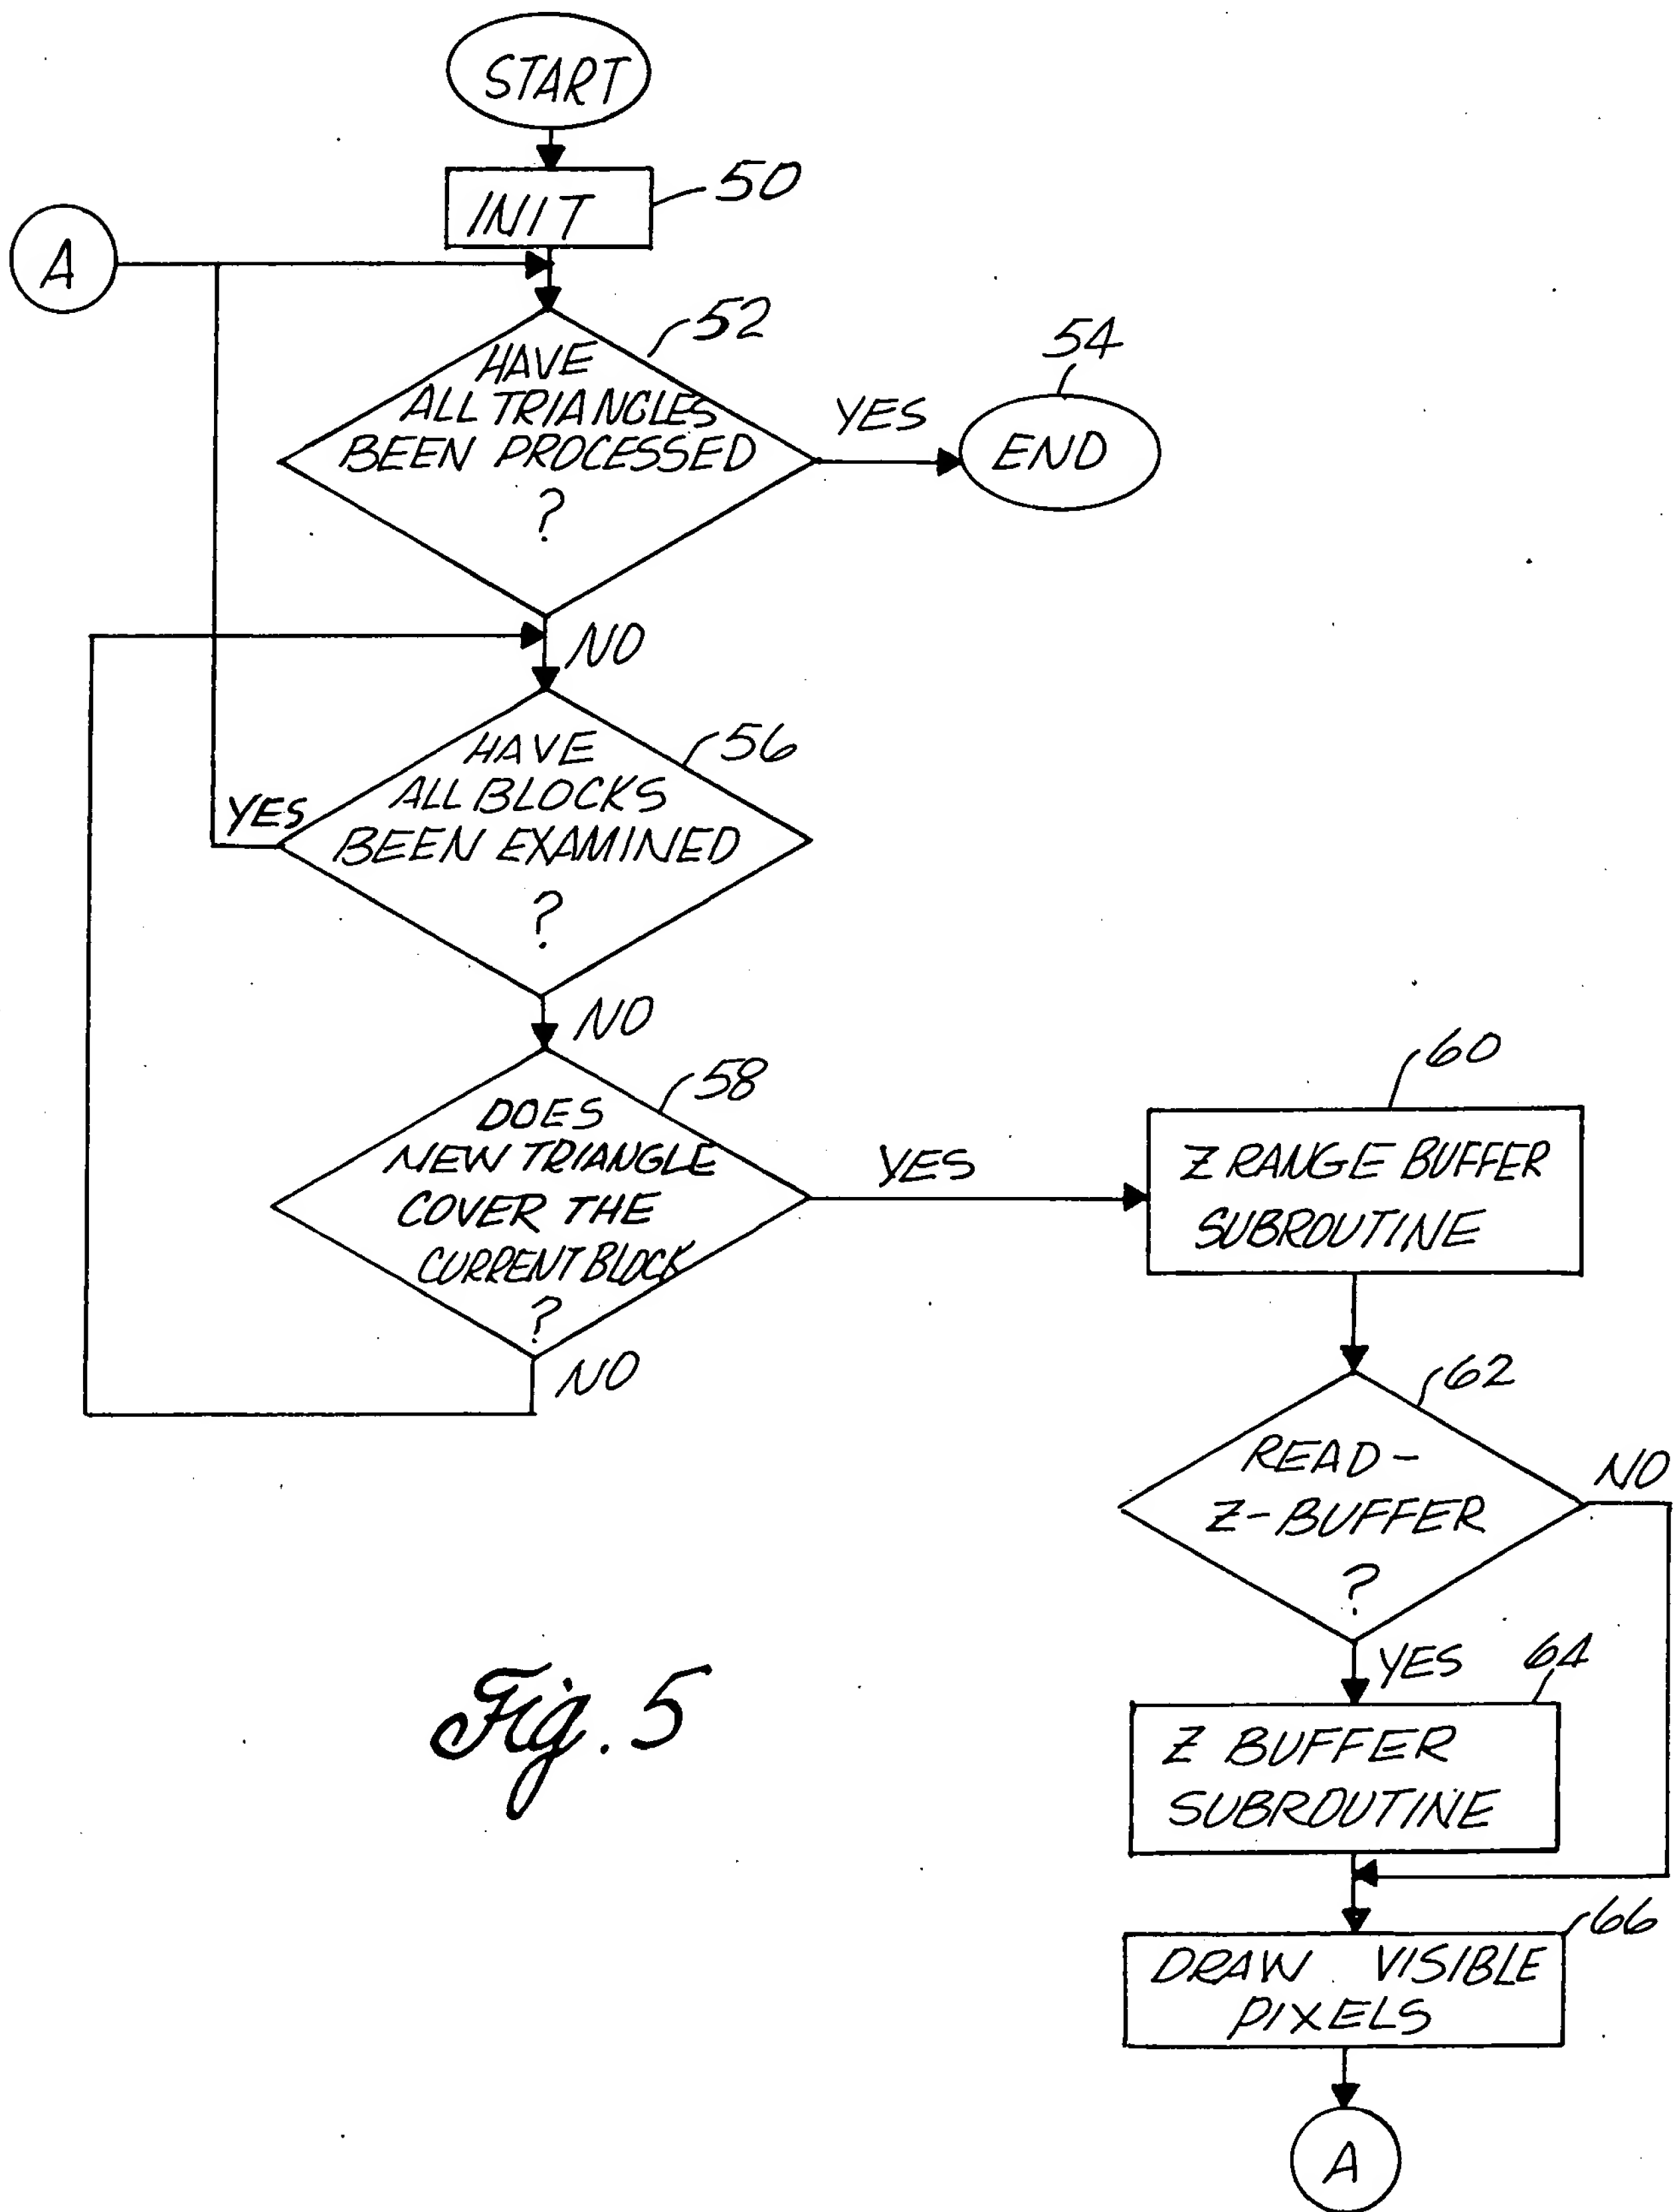 START
INIT
50
A
52
HAVE
ALL TRIANGLES
BEEN PROCESSED
?
YES
54
END
NO
56
HAVE
ALL BLOCKS
BEEN EXAMINED
?
YES
NO
58
DOES
NEW TRIANGLE
COVER THE
CURRENT BLOCK
?
YES
NO
60
Z RANGE BUFFER
SUBROUTINE
62
READ-
Z-BUFFER
?
NO
YES
64
Z BUFFER
SUBROUTINE
66
DRAW VISIBLE
PIXELS
A
Fig. 5